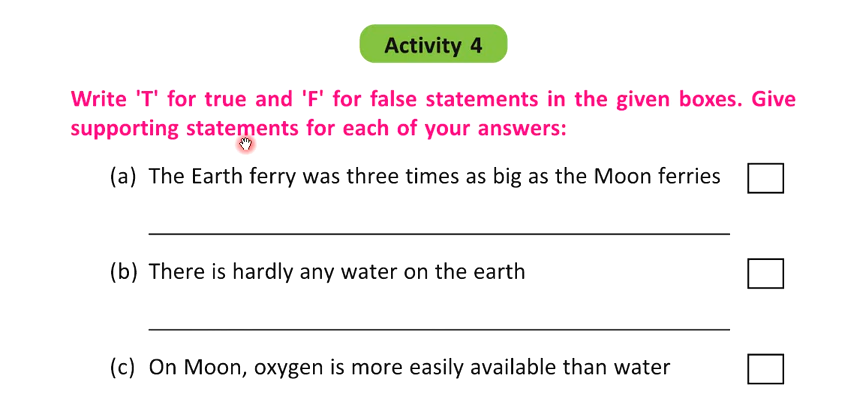 Activity 4
Write 'T' for true and 'F' for false statements in the given boxes. Give
supporting statements for each of your answers:
(a) The Earth ferry was three times as big as the Moon ferries
(b) There is hardly any water on the earth
(c) On Moon, oxygen is more easily available than water